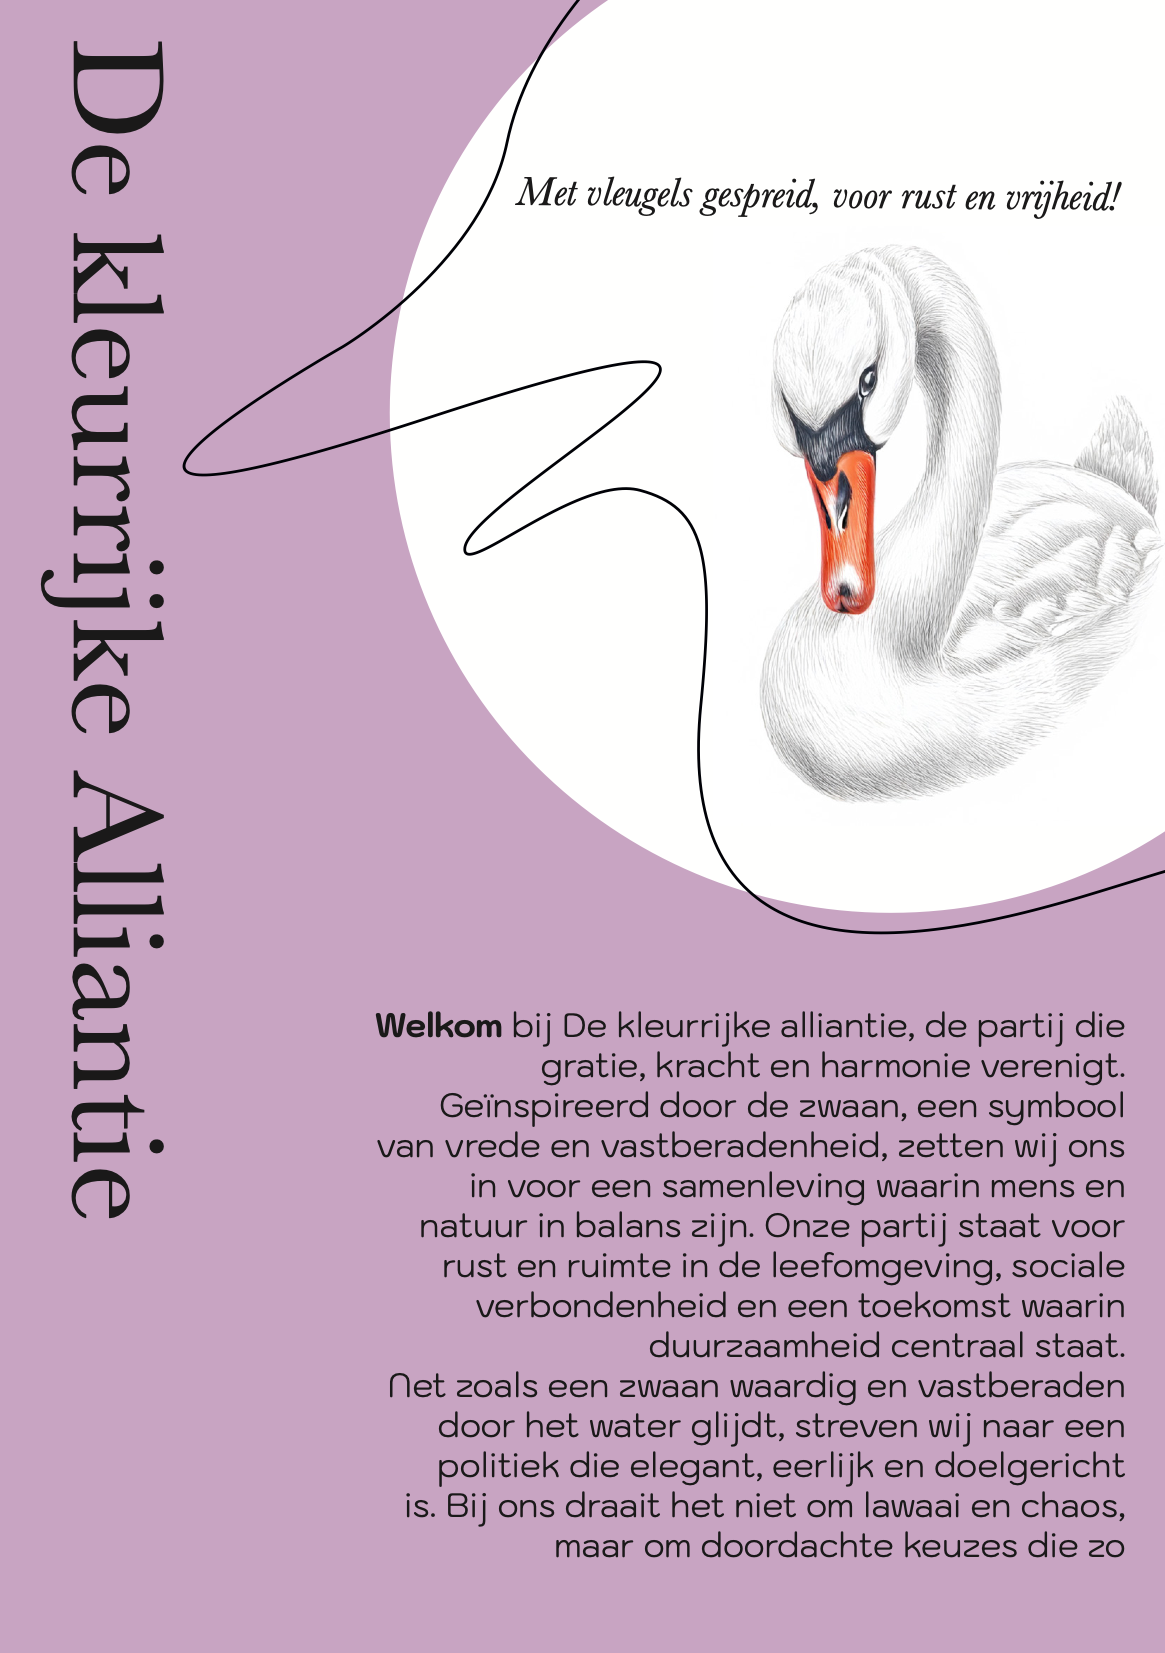 De kleurrijke Alliantie
Met vleugels gespreid, voor rust en vrijheid!
Welkom bij De kleurrijke alliantie, de partij die
gratie, kracht en harmonie verenigt.
Geïnspireerd door de zwaan, een symbool
van vrede en vastberadenheid, zetten wij ons
in voor een samenleving waarin mens en
natuur in balans zijn. Onze partij staat voor
rust en ruimte in de leefomgeving, sociale
verbondenheid en een toekomst waarin
duurzaamheid centraal staat.
Net zoals een zwaan waardig en vastberaden
door het water glijdt, streven wij naar een
politiek die elegant, eerlijk en doelgericht
is. Bij ons draait het niet om lawaai en chaos,
maar om doordachte keuzes die zo